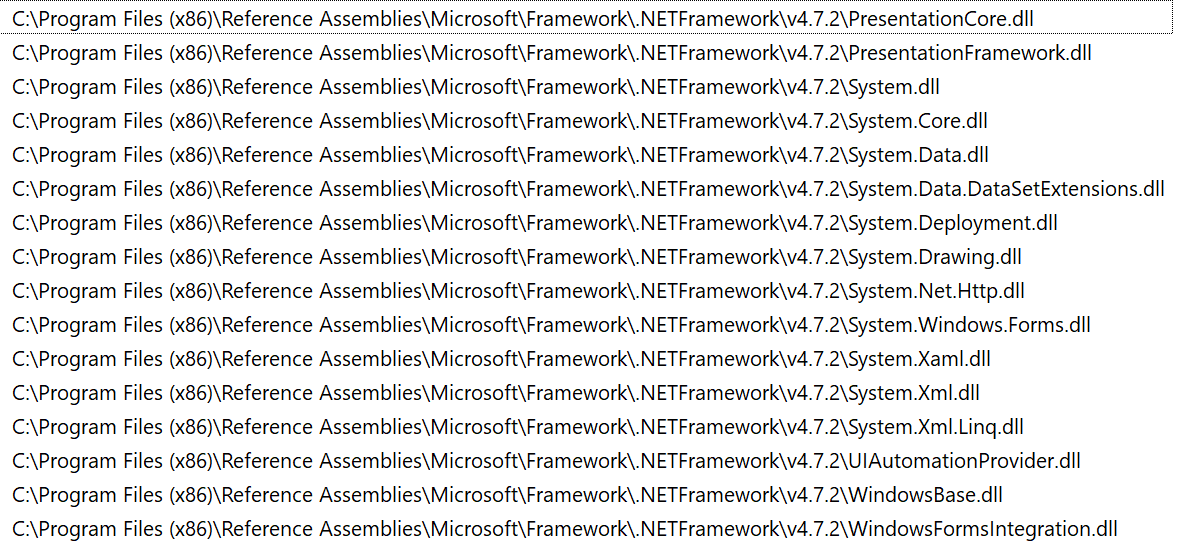 C:\Program Files (x86)\Reference Assemblies\Microsoft\Framework\.NETFramework\v4.7.2\PresentationCore.dll
C:\Program Files (x86)\Reference Assemblies\Microsoft\Framework\.NETFramework\v4.7.2\PresentationFramework.dll
C:\Program Files (x86)\Reference Assemblies\Microsoft\Framework\.NETFramework\v4.7.2\System.dll
C:\Program Files (x86)\Reference Assemblies\Microsoft\Framework\.NETFramework\v4.7.2\System.Core.dll
C:\Program Files (x86)\Reference Assemblies\Microsoft\Framework\.NETFramework\v4.7.2\System.Data.dll
C:\Program Files (x86)\Reference Assemblies\Microsoft\Framework\.NETFramework\v4.7.2\System.Data.DataSetExtensions.dll
C:\Program Files (x86)\Reference Assemblies\Microsoft\Framework\.NETFramework\v4.7.2\System.Deployment.dll
C:\Program Files (x86)\Reference Assemblies\Microsoft\Framework\.NETFramework\v4.7.2\System.Drawing.dll
C:\Program Files (x86)\Reference Assemblies\Microsoft\Framework\.NETFramework\v4.7.2\System.Net.Http.dll
C:\Program Files (x86)\Reference Assemblies\Microsoft\Framework\.NETFramework\v4.7.2\System.Windows.Forms.dll
C:\Program Files (x86)\Reference Assemblies\Microsoft\Framework\.NETFramework\v4.7.2\System.Xaml.dll
C:\Program Files (x86)\Reference Assemblies\Microsoft\Framework\.NETFramework\v4.7.2\System.Xml.dll
C:\Program Files (x86)\Reference Assemblies\Microsoft\Framework\.NETFramework\v4.7.2\System.Xml.Linq.dll
C:\Program Files (x86)\Reference Assemblies\Microsoft\Framework\.NETFramework\v4.7.2\UIAutomationProvider.dll
C:\Program Files (x86)\Reference Assemblies\Microsoft\Framework\.NETFramework\v4.7.2\WindowsBase.dll
C:\Program Files (x86)\Reference Assemblies\Microsoft\Framework\.NETFramework\v4.7.2\WindowsFormsIntegration.dll